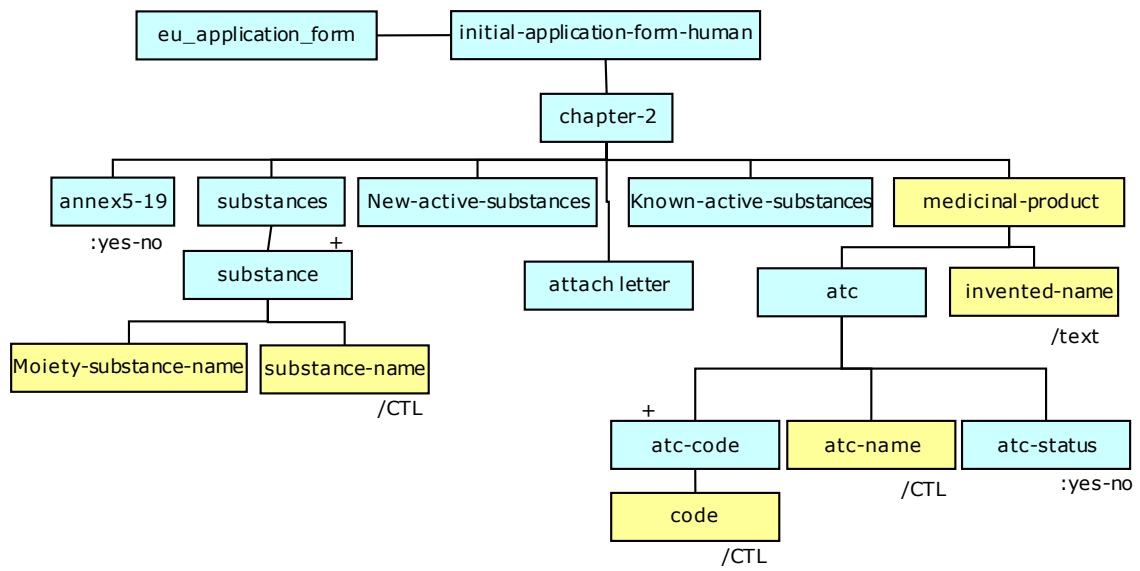 eu_application_form
initial-application-form-human
chapter-2
annex5-19
substances
New-active-substances
Known-active-substances
medicinal-product
:yes-no
+
substance
attach letter
atc
invented-name
/text
Moiety-substance-name
substance-name
/CTL
+
atc-code
atc-name
atc-status
/CTL
:yes-no
code
/CTL